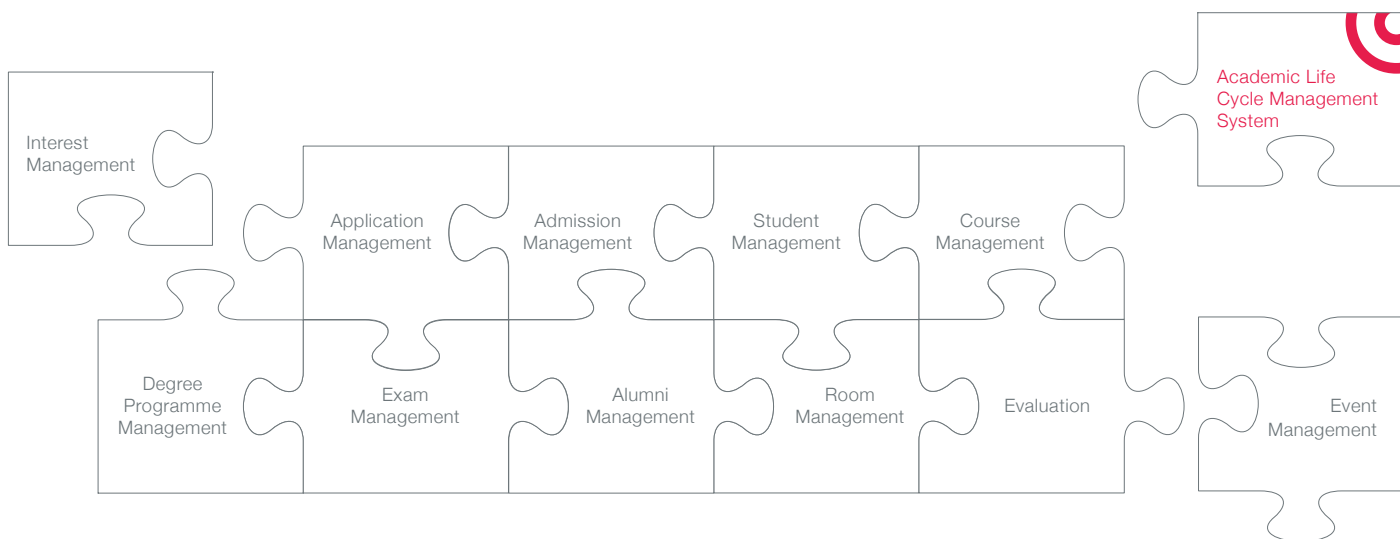 Academic Life
Cycle Management
System
Interest
Management
Application
Management
Admission
Management
Student
Management
Course
Management
Degree
Programme
Management
Exam
Management
Alumni
Management
Room
Management
Evaluation
Event
Management